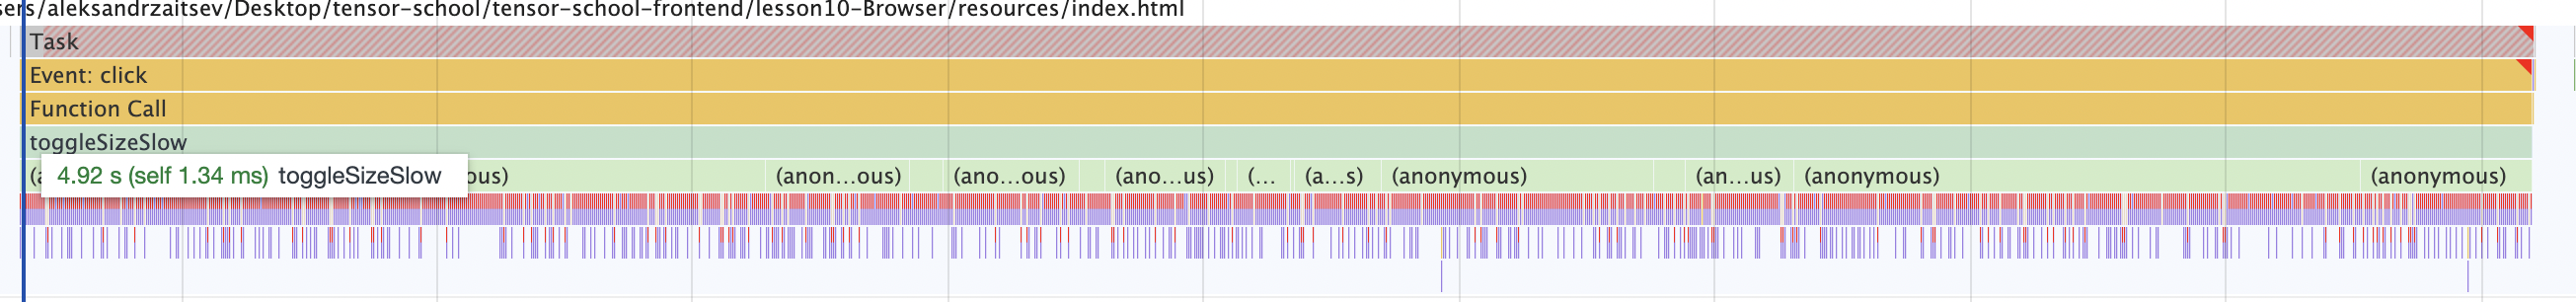 ers/aleksandrzaitsev/Desktop/tensor-school/tensor-school-frontend/lesson10-Browser/resources/index.html
Task
Event: click
Function Call
toggleSizeSlow
(a
4.92 s (self 1.34 ms) toggleSizeSlow
ous)
(anon...ous)
(ano...ous)
(ano...us)
(...
(a...s)
(anonymous)
(an...us)
(anonymous)
(anonymous)